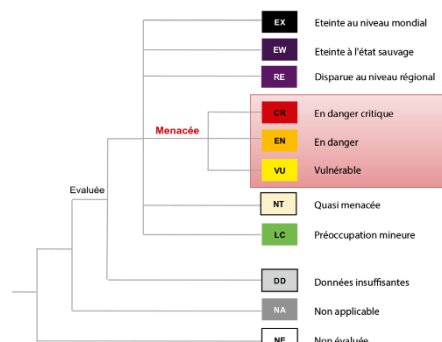 EX Eteinte au niveau mondial
EW Eteinte à l'état sauvage
RE Disparue au niveau régional
CR En danger critique
Menacée
EN En danger
VU Vulnérable
Evaluée
NT Quasi menacée
LC Préoccupation mineure
DD Données insuffisantes
NA Non applicable
NE Non évaluée